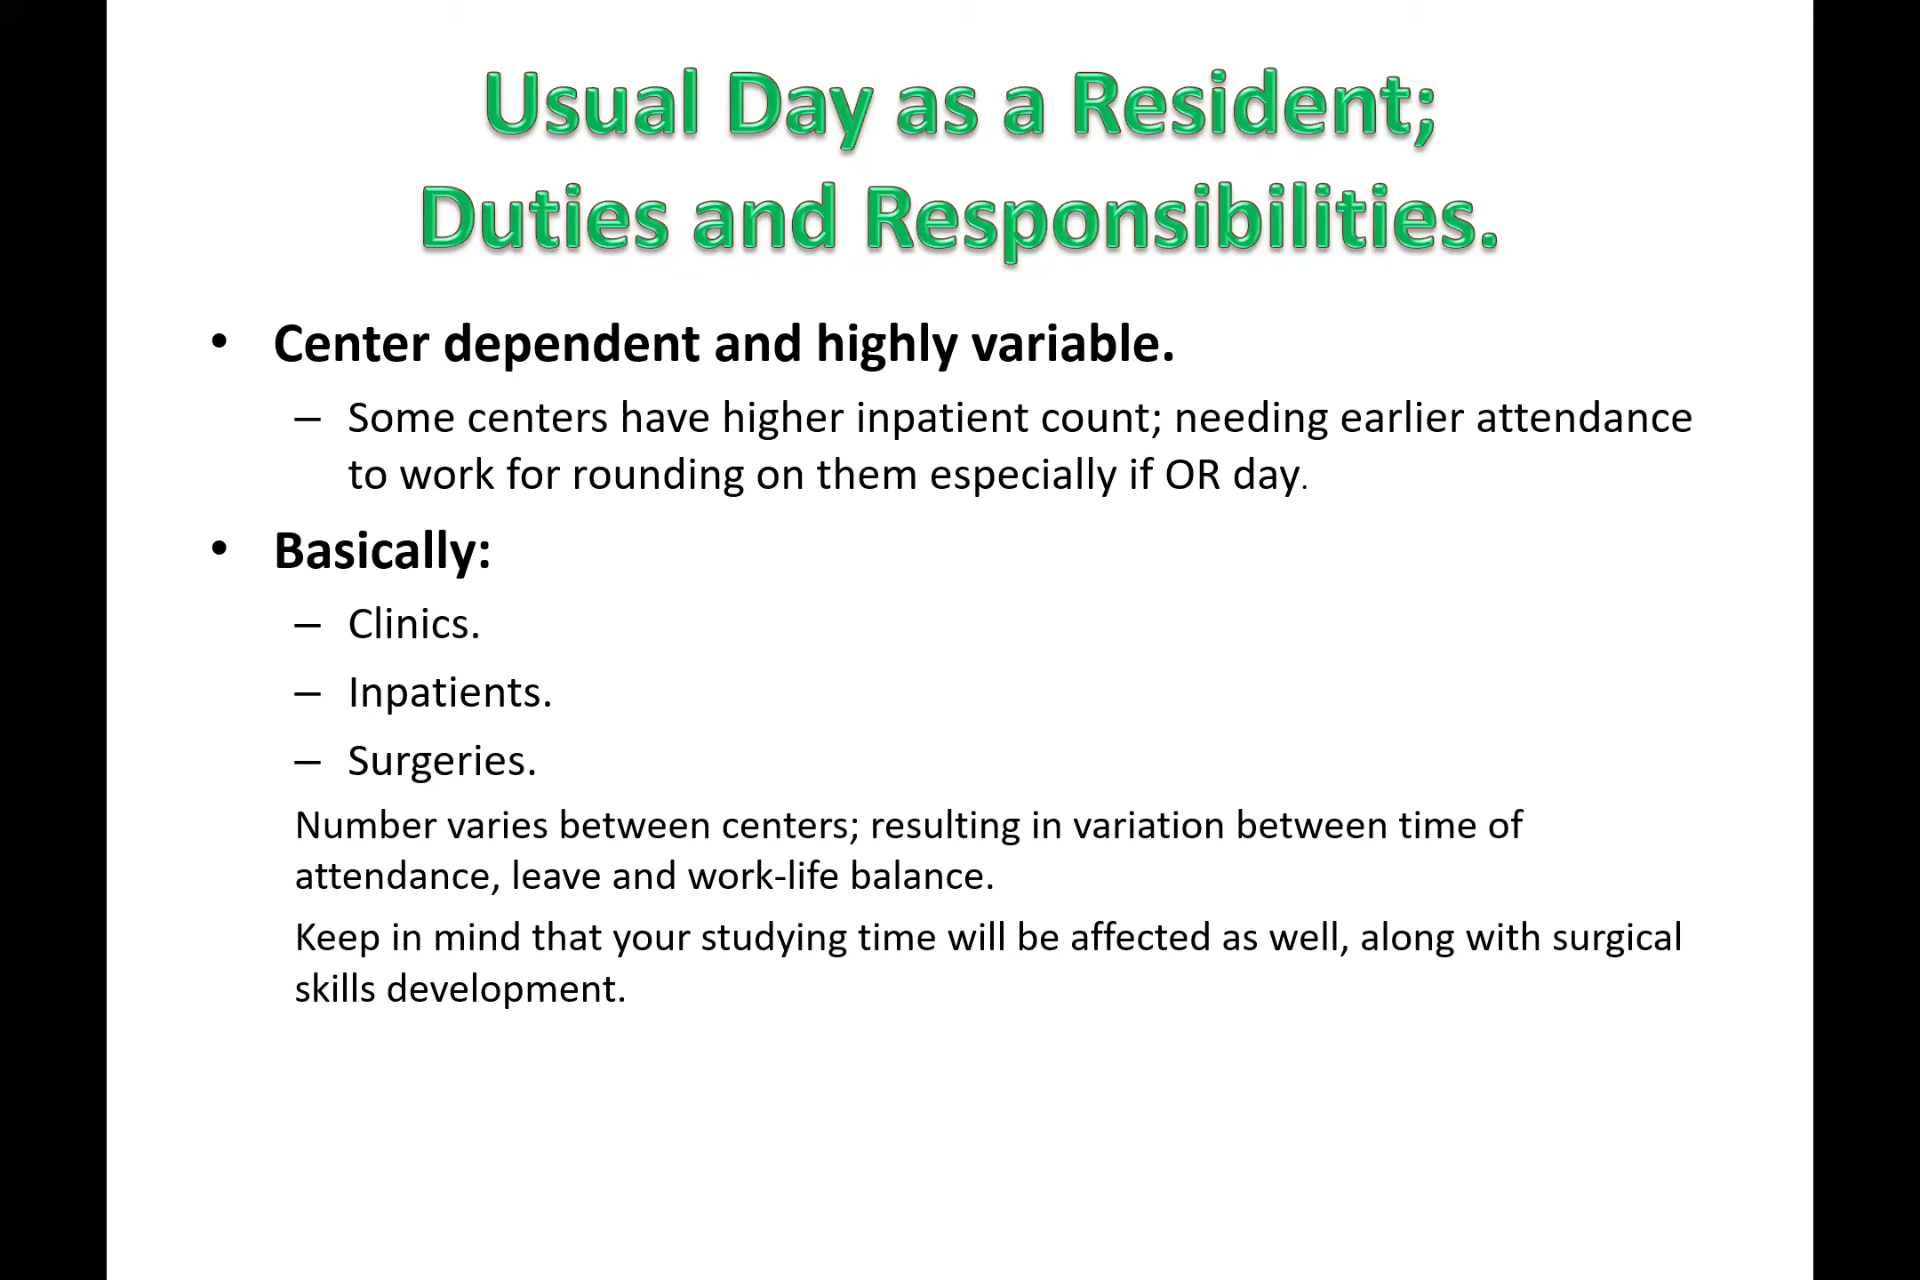 Usual Day as a Resident;
Duties and Responsibilities.
• Center dependent and highly variable.
– Some centers have higher inpatient count; needing earlier attendance
to work for rounding on them especially if OR day.
• Basically:
– Clinics.
– Inpatients.
– Surgeries.
Number varies between centers; resulting in variation between time of
attendance, leave and work-life balance.
Keep in mind that your studying time will be affected as well, along with surgical
skills development.